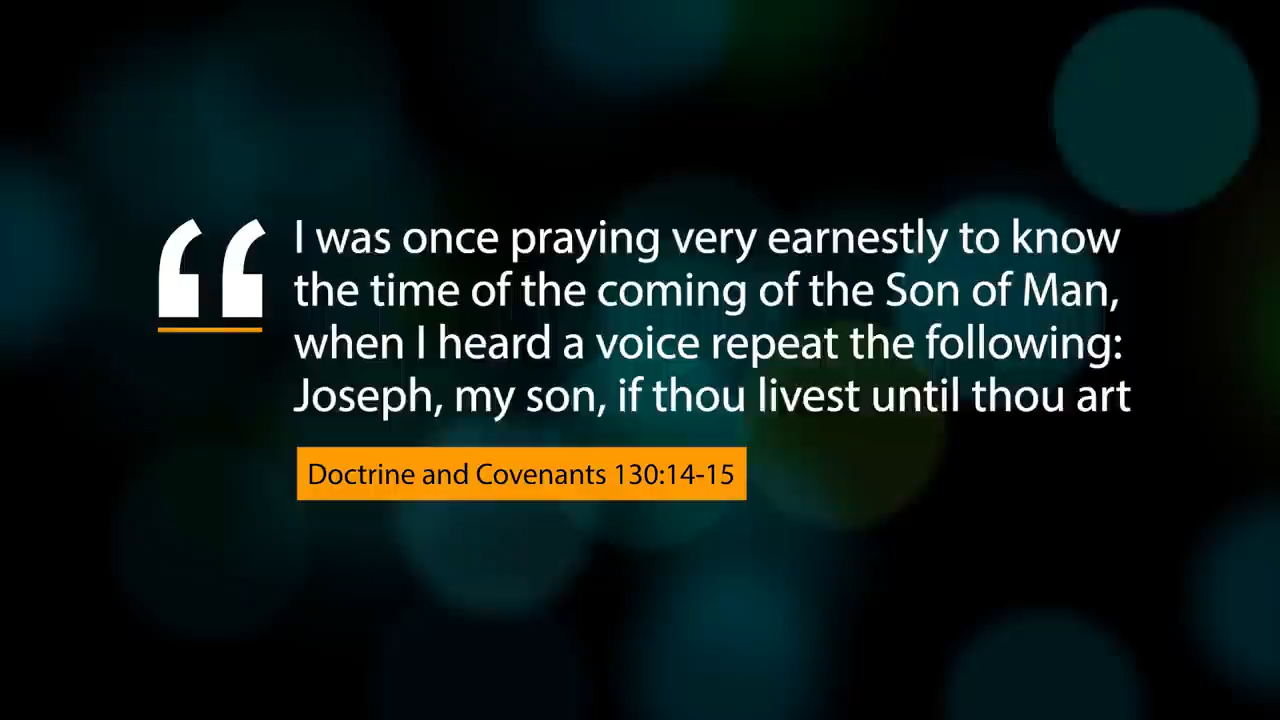 “I was once praying very earnestly to know
the time of the coming of the Son of Man,
when I heard a voice repeat the following:
Joseph, my son, if thou livest until thou art
Doctrine and Covenants 130:14-15